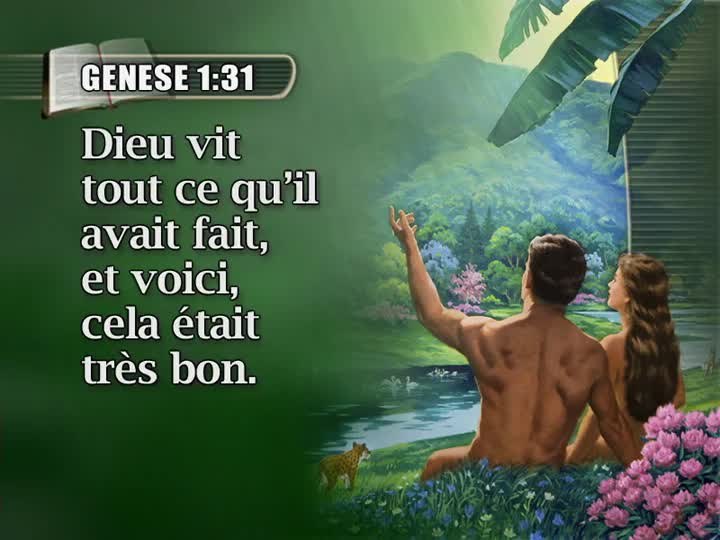 GENESE 1:31
Dieu vit
tout ce qu’il
avait fait,
et voici,
cela était
très bon.